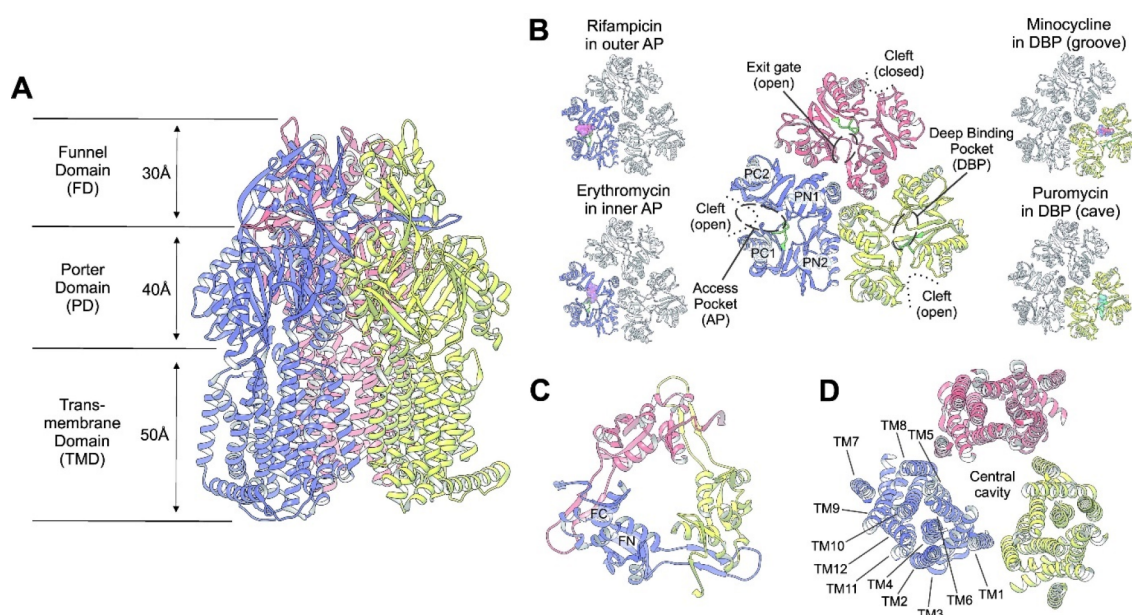 A
Funnel
Domain
(FD)
30Å
Porter
Domain
(PD)
40Å
Trans-
membrane
Domain
(TMD)
50Å
B
Rifampicin
in outer AP
Erythromycin
in inner AP
Exit gate
(open)
Cleft
(closed)
Deep Binding
Pocket
(DBP)
PC2
PN1
Cleft
(open)
PC1
PN2
Access
Pocket
(AP)
Cleft
(open)
Minocycline
in DBP (groove)
Puromycin
in DBP (cave)
C
FC
FN
D
TM8
TM5
TM7
Central
cavity
TM9
TM10
TM12
TM11
TM4
TM2
TM3
TM6
TM1